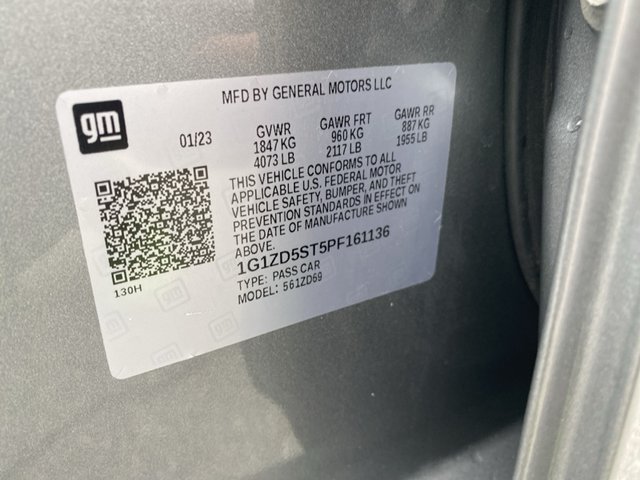 MFD BY GENERAL MOTORS LLC
gm
01/23
GVWR
1847 KG
4073 LB
GAWR FRT
960 KG
2117 LB
GAWR RR
887 KG
1955 LB
THIS VEHICLE CONFORMS TO ALL
APPLICABLE U.S. FEDERAL MOTOR
VEHICLE SAFETY, BUMPER, AND THEFT
PREVENTION STANDARDS IN EFFECT ON
THE DATE OF MANUFACTURE SHOWN
ABOVE.
1G1ZD5ST5PF161136
TYPE: PASS CAR
MODEL: 561ZD69
130H